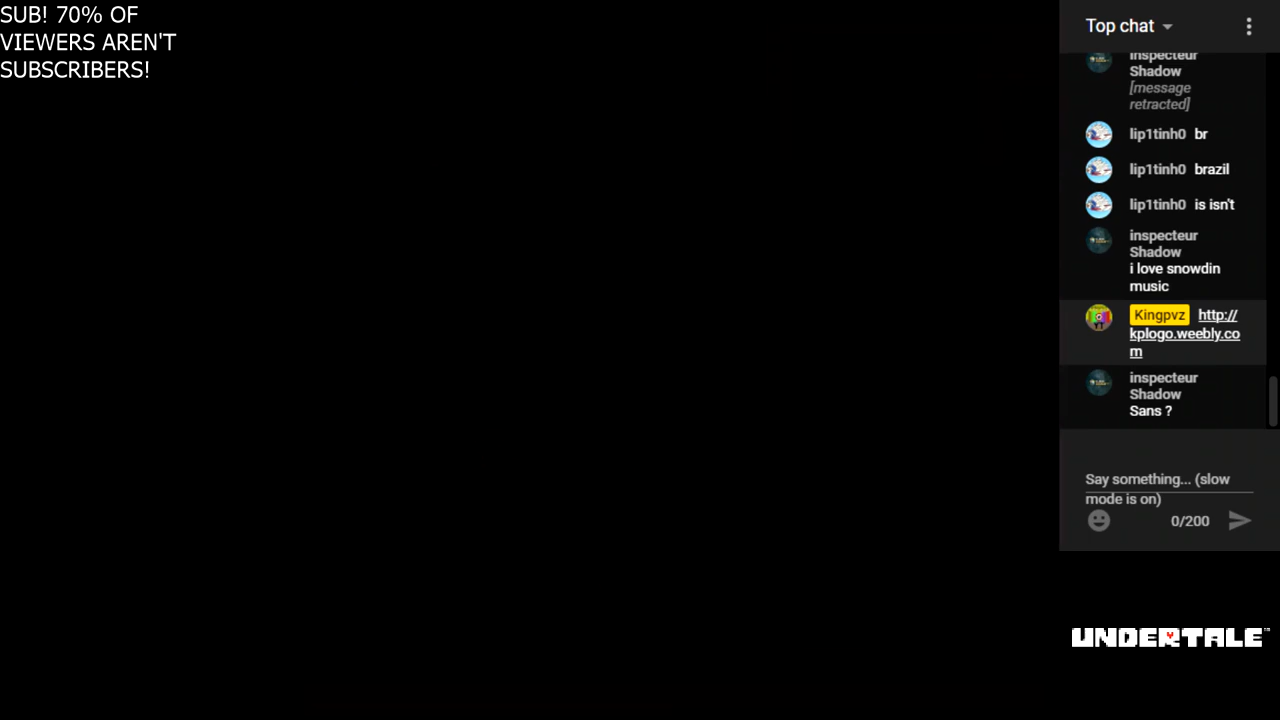 SUB! 70% OF
VIEWERS AREN'T
SUBSCRIBERS!
Top chat
inspecteur
Shadow
[message
retracted]
lip1tinh0 br
lip1tinh0 brazil
lip1tinh0 is isn't
inspecteur
Shadow
i love snowdin
music
Kingpvz http://
kplogo.weebly.co
m
inspecteur
Shadow
Sans ?
Say something... (slow
mode is on)
0/200
UNDERTALE™